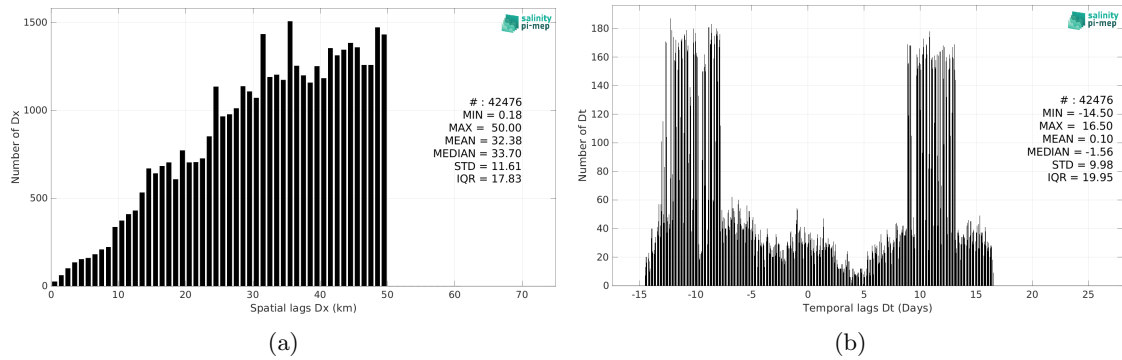 1500
1000
500
0
Number of Dx
0
10
20
30
40
50
60
70
Spatial lags Dx (km)
salinity
pi-mep
# : 42476
MIN = 0.18
MAX = 50.00
MEAN = 32.38
MEDIAN = 33.70
STD = 11.61
IQR = 17.83
(a)
180
160
140
120
100
80
60
40
20
0
Number of Dt
-15
-10
-5
0
5
10
15
20
25
Temporal lags Dt (Days)
salinity
pi-mep
# : 42476
MIN = -14.50
MAX = 16.50
MEAN = 0.10
MEDIAN = -1.56
STD = 9.98
IQR = 19.95
(b)